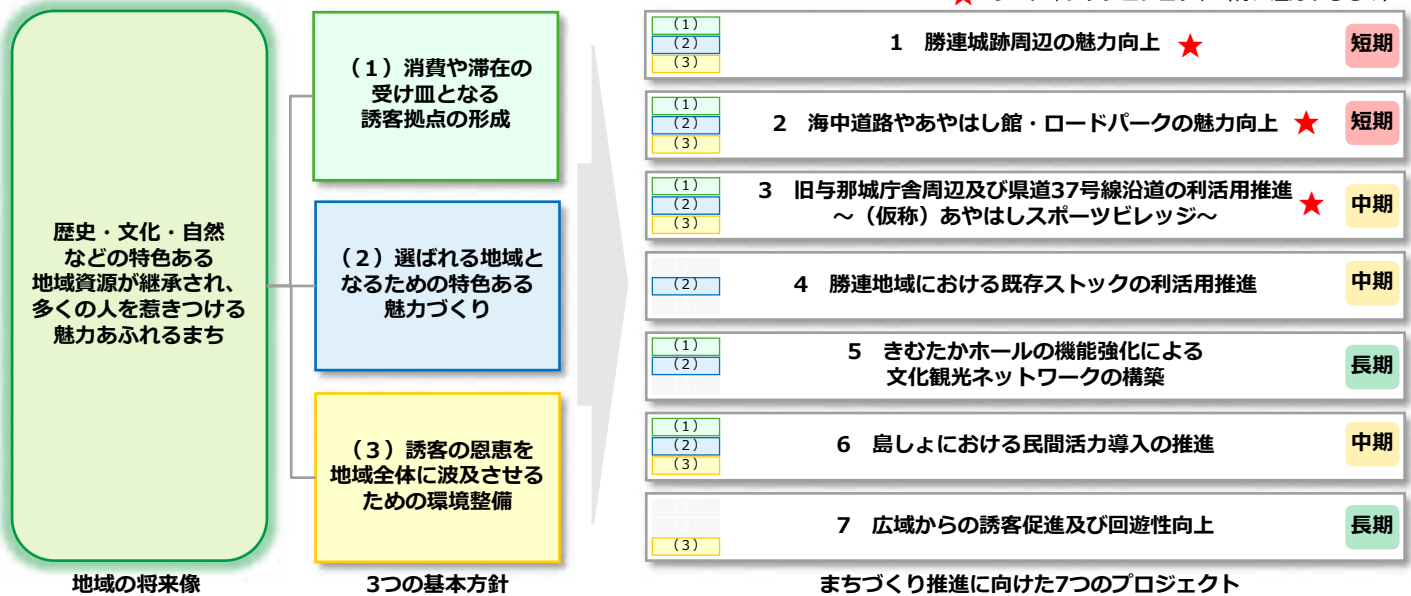 歴史・文化・自然
などの特色ある
地域資源が継承され、
多くの人を惹きつける
魅力あふれるまち
地域の将来像
(1)消費や滞在の
受け皿となる
誘客拠点の形成
(2)選ばれる地域と
なるための特色ある
魅力づくり
(3)誘客の恩恵を
地域全体に波及させる
ための環境整備
3つの基本方針
(1)
(2)
(3)
1 勝連城跡周辺の魅力向上 ★
短期
(1)
(2)
(3)
2 海中道路やあやはし館・ロードパークの魅力向上 ★
短期
(1)
(2)
(3)
3 旧与那城庁舎周辺及び県道37号線沿道の利活用推進
～(仮称)あやはしスポーツビレッジ～ ★
中期
(2)
4 勝連地域における既存ストックの利活用推進
中期
(1)
(2)
5 きむたかホールの機能強化による
文化観光ネットワークの構築
長期
(1)
(2)
(3)
6 島しょにおける民間活力導入の推進
中期
(3)
7 広域からの誘客促進及び回遊性向上
長期
まちづくり推進に向けた7つのプロジェクト